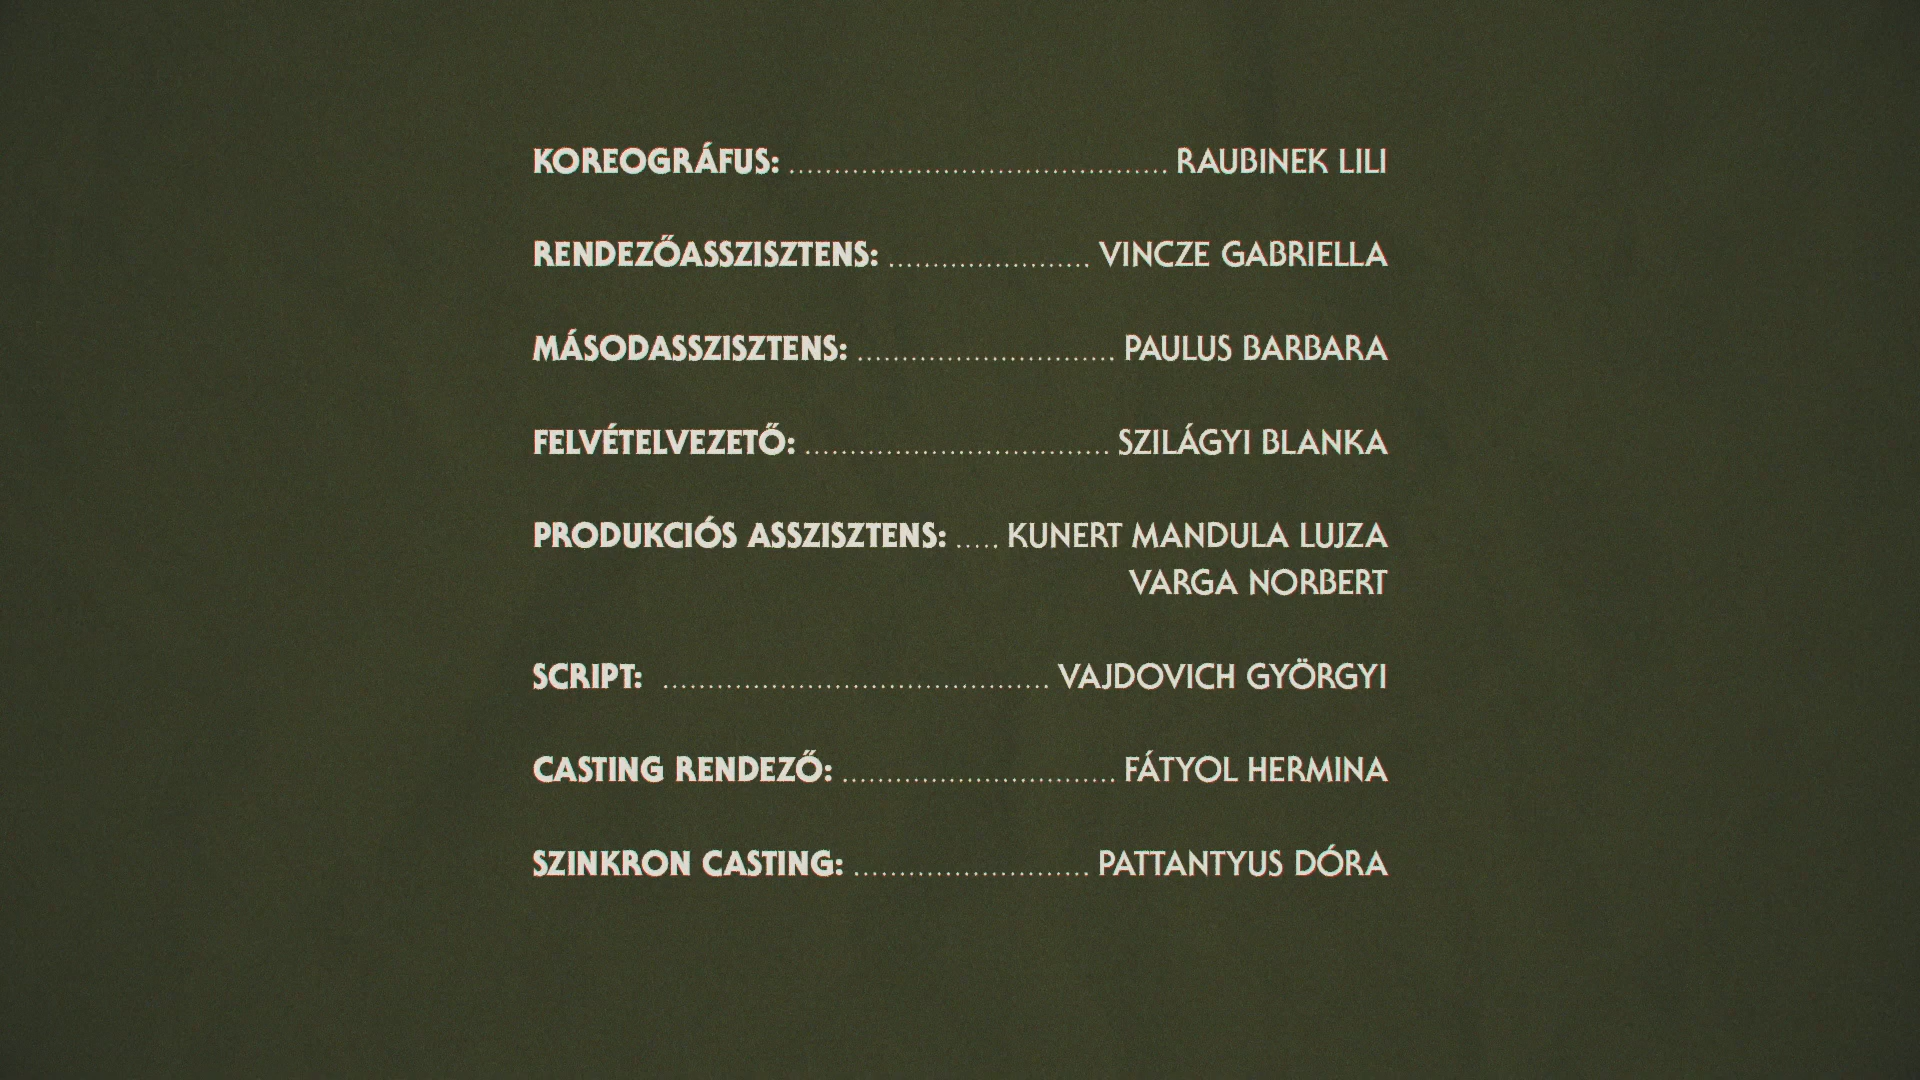 KOREOGRÁFUS: .......................................... RAUBINEK LILI
RENDEZŐASSZISZTENS: ...................... VINCZE GABRIELLA
MÁSODASSZISZTENS: ............................ PAULUS BARBARA
FELVÉTELVEZETŐ: .................................. SZILÁGYI BLANKA
PRODUKCIÓS ASSZISZTENS: ..... KUNERT MANDULA LUJZA
VARGA NORBERT
SCRIPT: ........................................... VAJDOVICH GYÖRGYI
CASTING RENDEZŐ: .............................. FÁTYOL HERMINA
SZINKRON CASTING: .......................... PATTANTYUS DÓRA